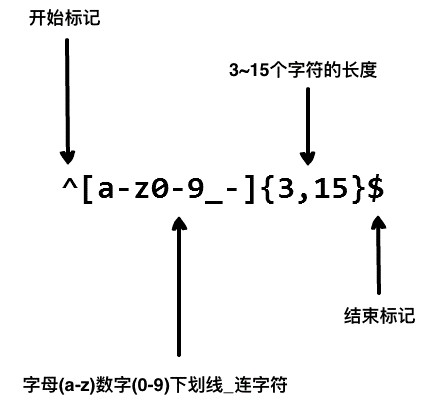 开始标记
3~15个字符的长度
^[a-z0-9_-]{3,15}$
结束标记
字母(a-z)数字(0-9)下划线_连字符